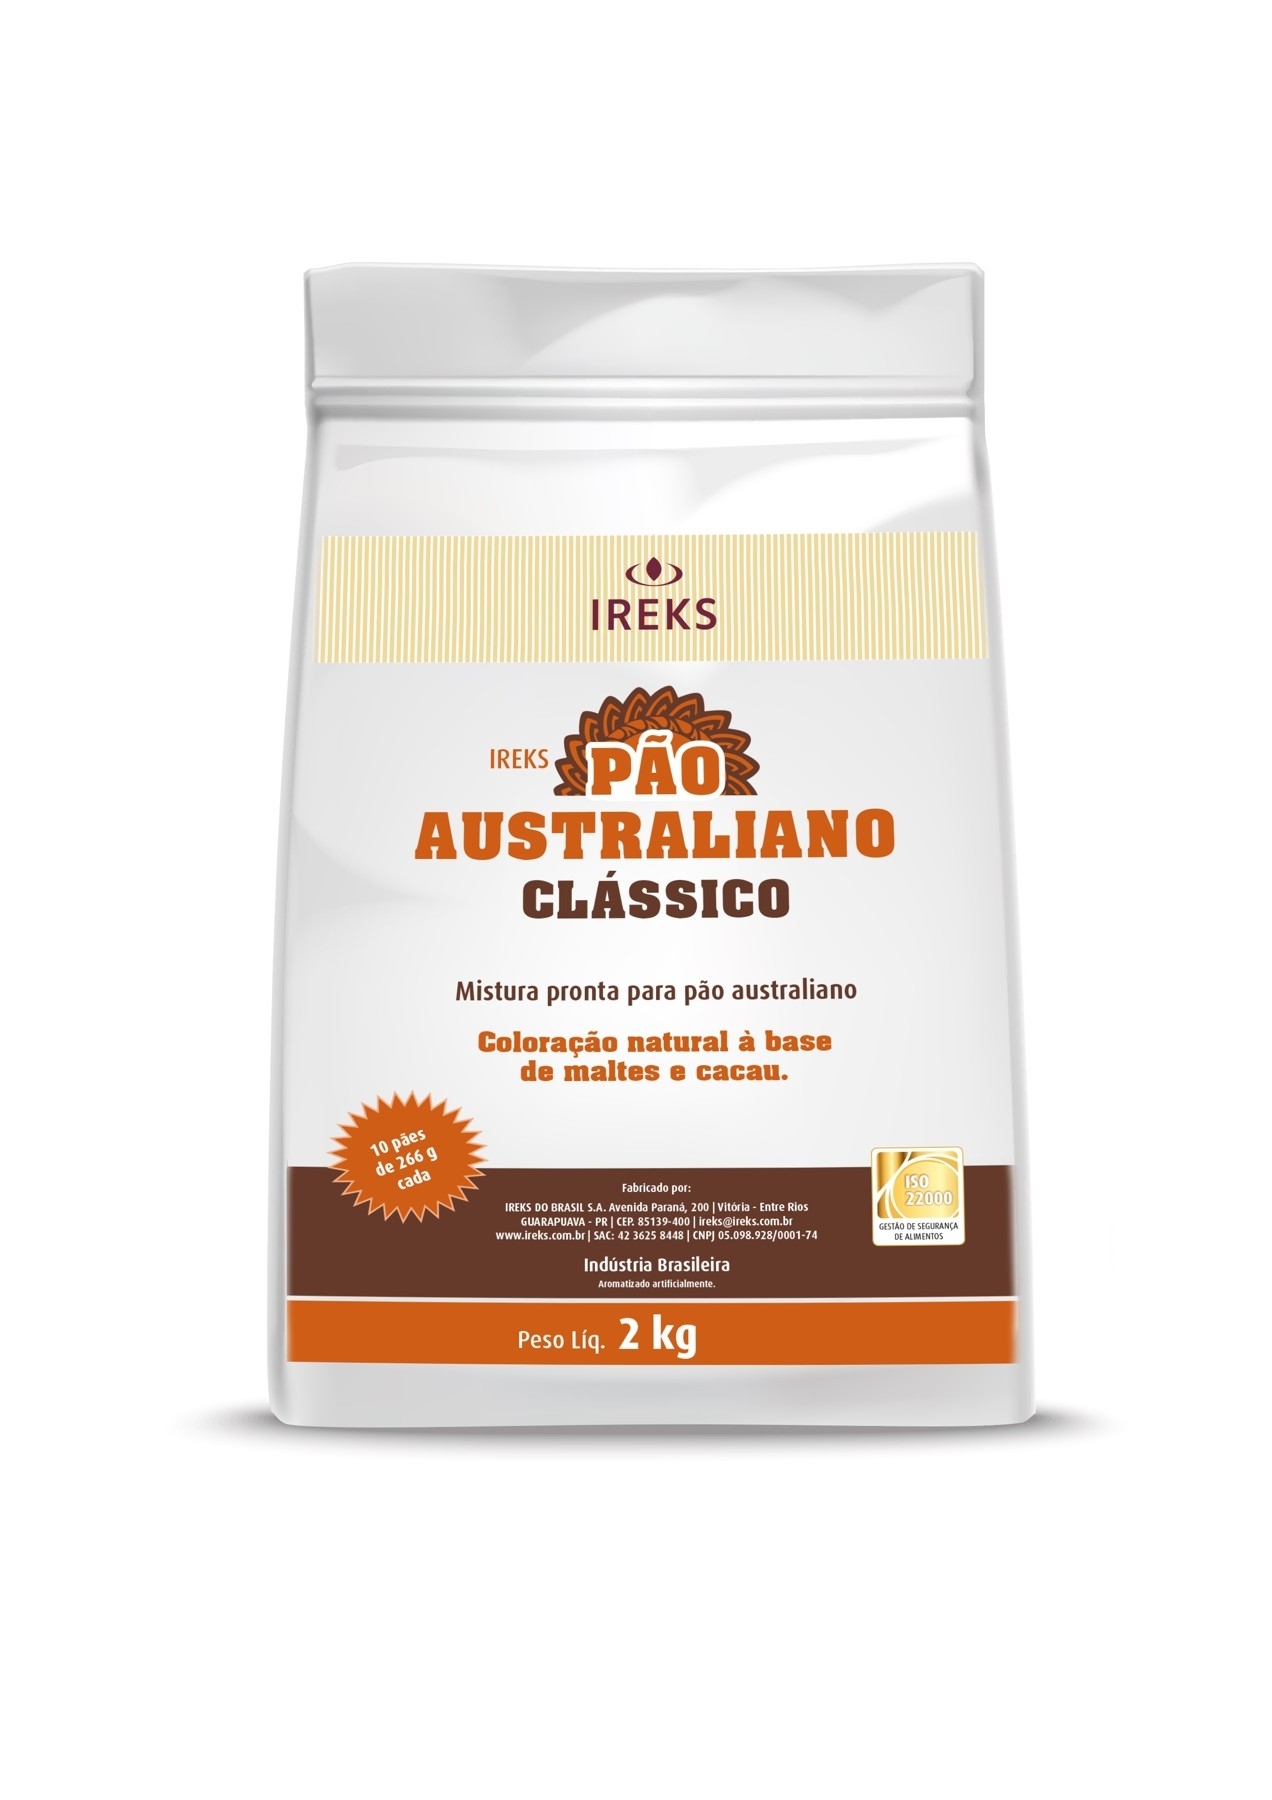 IREKS
IREKS PÃO
AUSTRALIANO
CLÁSSICO
Mistura pronta para pão australiano
Coloração natural à base
de maltes e cacau.
10 pães
de 266 g
cada
Fabricado por:
IREKS DO BRASIL S.A. Avenida Paraná, 200 | Vitória - Entre Rios
GUARAPUAVA - PR | CEP. 85139-400 | ireks@ireks.com.br
www.ireks.com.br | SAC: 42 3625 8448 | CNPJ 05.098.928/0001-74
Indústria Brasileira
Aromatizado artificialmente.
ISO
22000
GESTÃO DE SEGURANÇA
DE ALIMENTOS
Peso Líq. 2 kg